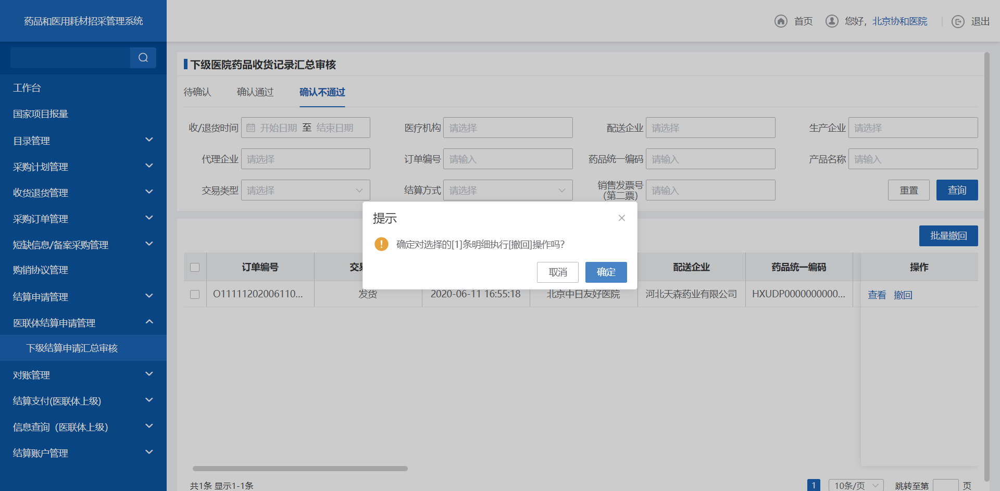 药品和医用耗材招采管理系统
首页
您好，北京协和医院
退出
工作台
国家项目报量
目录管理
采购计划管理
收货退货管理
采购订单管理
短缺信息/备案采购管理
购销协议管理
结算申请管理
医联体结算申请管理
下级结算申请汇总审核
对账管理
结算支付(医联体上级)
信息查询（医联体上级）
结算账户管理
下级医院药品收货记录汇总审核
待确认 确认通过 确认不通过
收/退货时间 开始日期 至 结束日期 医疗机构 请选择 配送企业 请选择 生产企业 请选择
代理企业 请选择 订单编号 请输入 药品统一编码 请输入 产品名称 请输入
交易类型 请选择 结算方式 请选择 销售发票号 (第二票) 请输入 重置 查询
批量撤回
提示
确定对选择的[1]条明细执行[撤回]操作吗?
取消 确定
订单编号 交易 配送企业 药品统一编码 操作
O11111202006110... 发货 2020-06-11 16:55:18 北京中日友好医院 河北天森药业有限公司 HXUDP0000000000... 查看 撤回
共1条 显示1-1条 1 10条/页 跳转至第 页